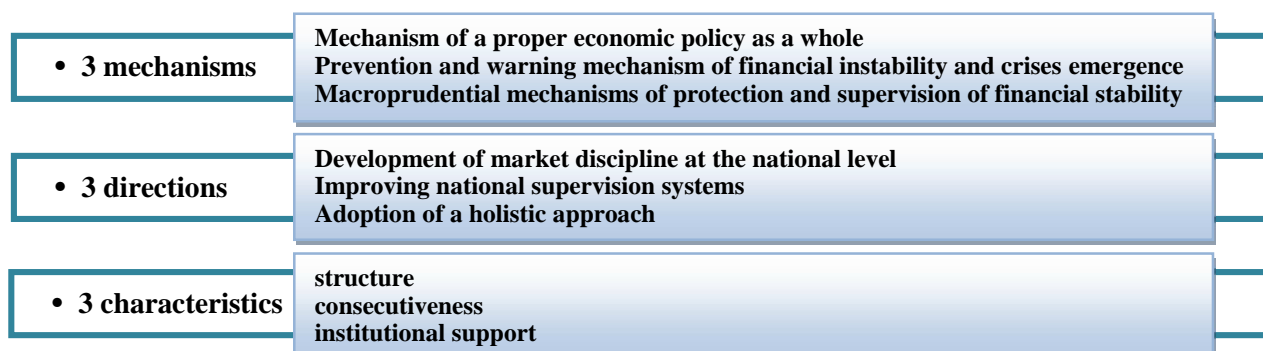 • 3 mechanisms
Mechanism of a proper economic policy as a whole
Prevention and warning mechanism of financial instability and crises emergence
Macroprudential mechanisms of protection and supervision of financial stability
• 3 directions
Development of market discipline at the national level
Improving national supervision systems
Adoption of a holistic approach
• 3 characteristics
structure
consecutiveness
institutional support